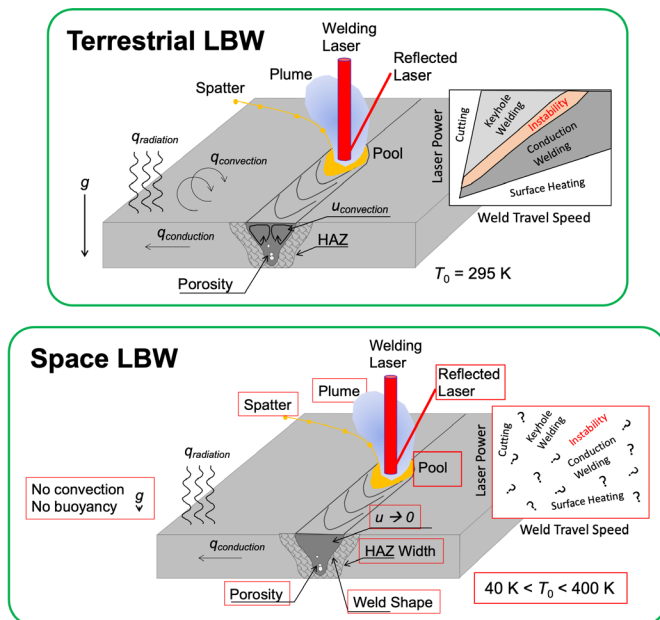 Terrestrial LBW
Welding
Laser
Reflected
Laser
Plume
Spatter
Pool
q_radiation
q_convection
g
u_convection
q_conduction
HAZ
Porosity
Laser Power
Cutting
Keyhole
Welding
Instability
Conduction
Welding
Surface Heating
Weld Travel Speed
T_0 = 295 K
Space LBW
Welding
Laser
Reflected
Laser
Plume
Spatter
Pool
q_radiation
No convection
No buoyancy
g
u → 0
q_conduction
HAZ Width
Porosity
Weld Shape
Laser Power
? ? ?
Cutting
Keyhole
Welding
Instability
?
?
?
Conduction
Welding
?
?
?
?
?
Surface Heating
?
?
Weld Travel Speed
40 K < T_0 < 400 K